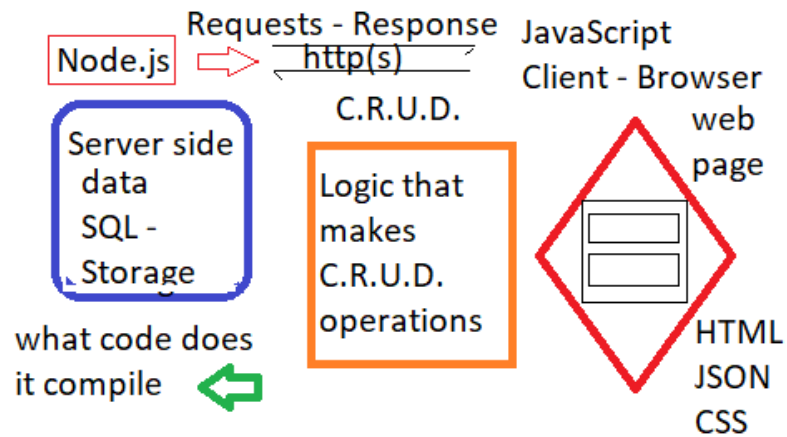 Requests - Response
Node.js
http(s)
JavaScript
Client - Browser
web
page
C.R.U.D.
Server side
data
SQL -
Storage
Logic that
makes
C.R.U.D.
operations
what code does
it compile
HTML
JSON
CSS